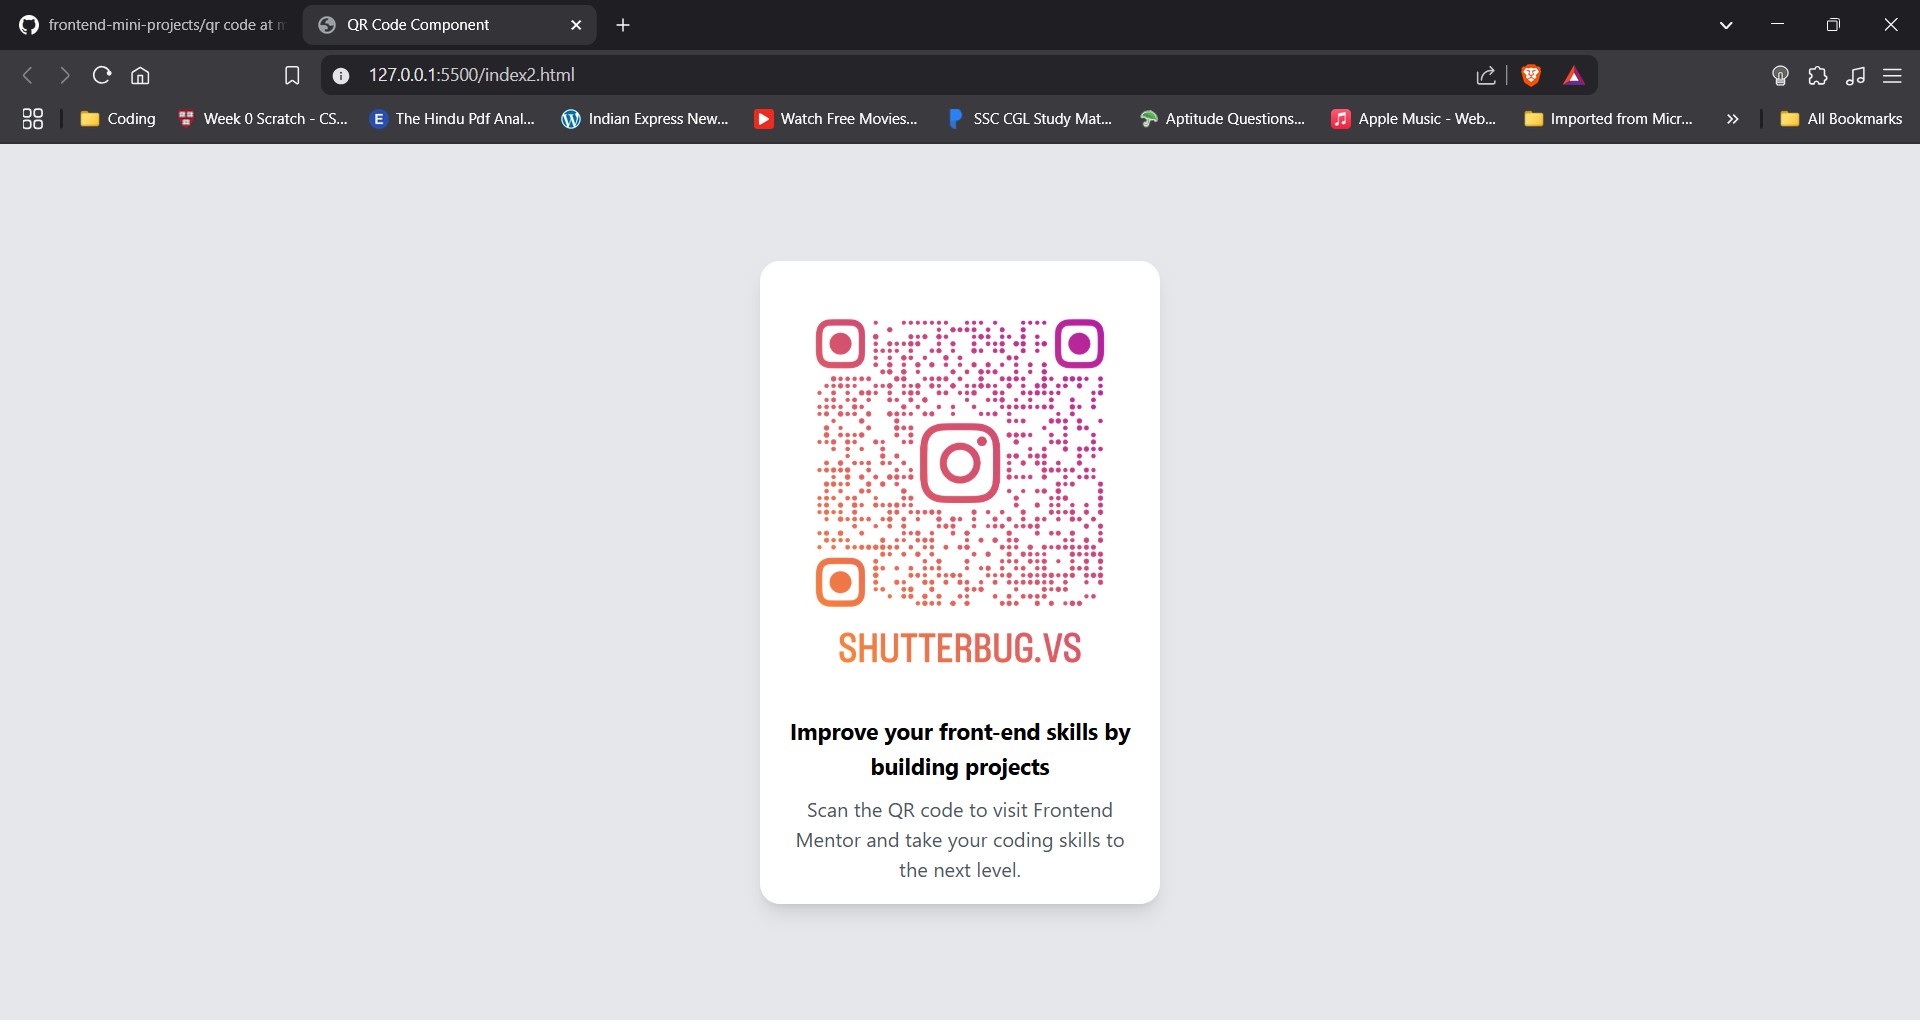 frontend-mini-projects/qr code at
QR Code Component
127.0.0.1:5500/index2.html
Coding
Week 0 Scratch - CS...
E
The Hindu Pdf Anal...
Indian Express New...
Watch Free Movies...
SSC CGL Study Mat...
Aptitude Questions...
Apple Music - Web...
Imported from Micr...
All Bookmarks
SHUTTERBUG.VS
Improve your front-end skills by
building projects
Scan the QR code to visit Frontend
Mentor and take your coding skills to
the next level.